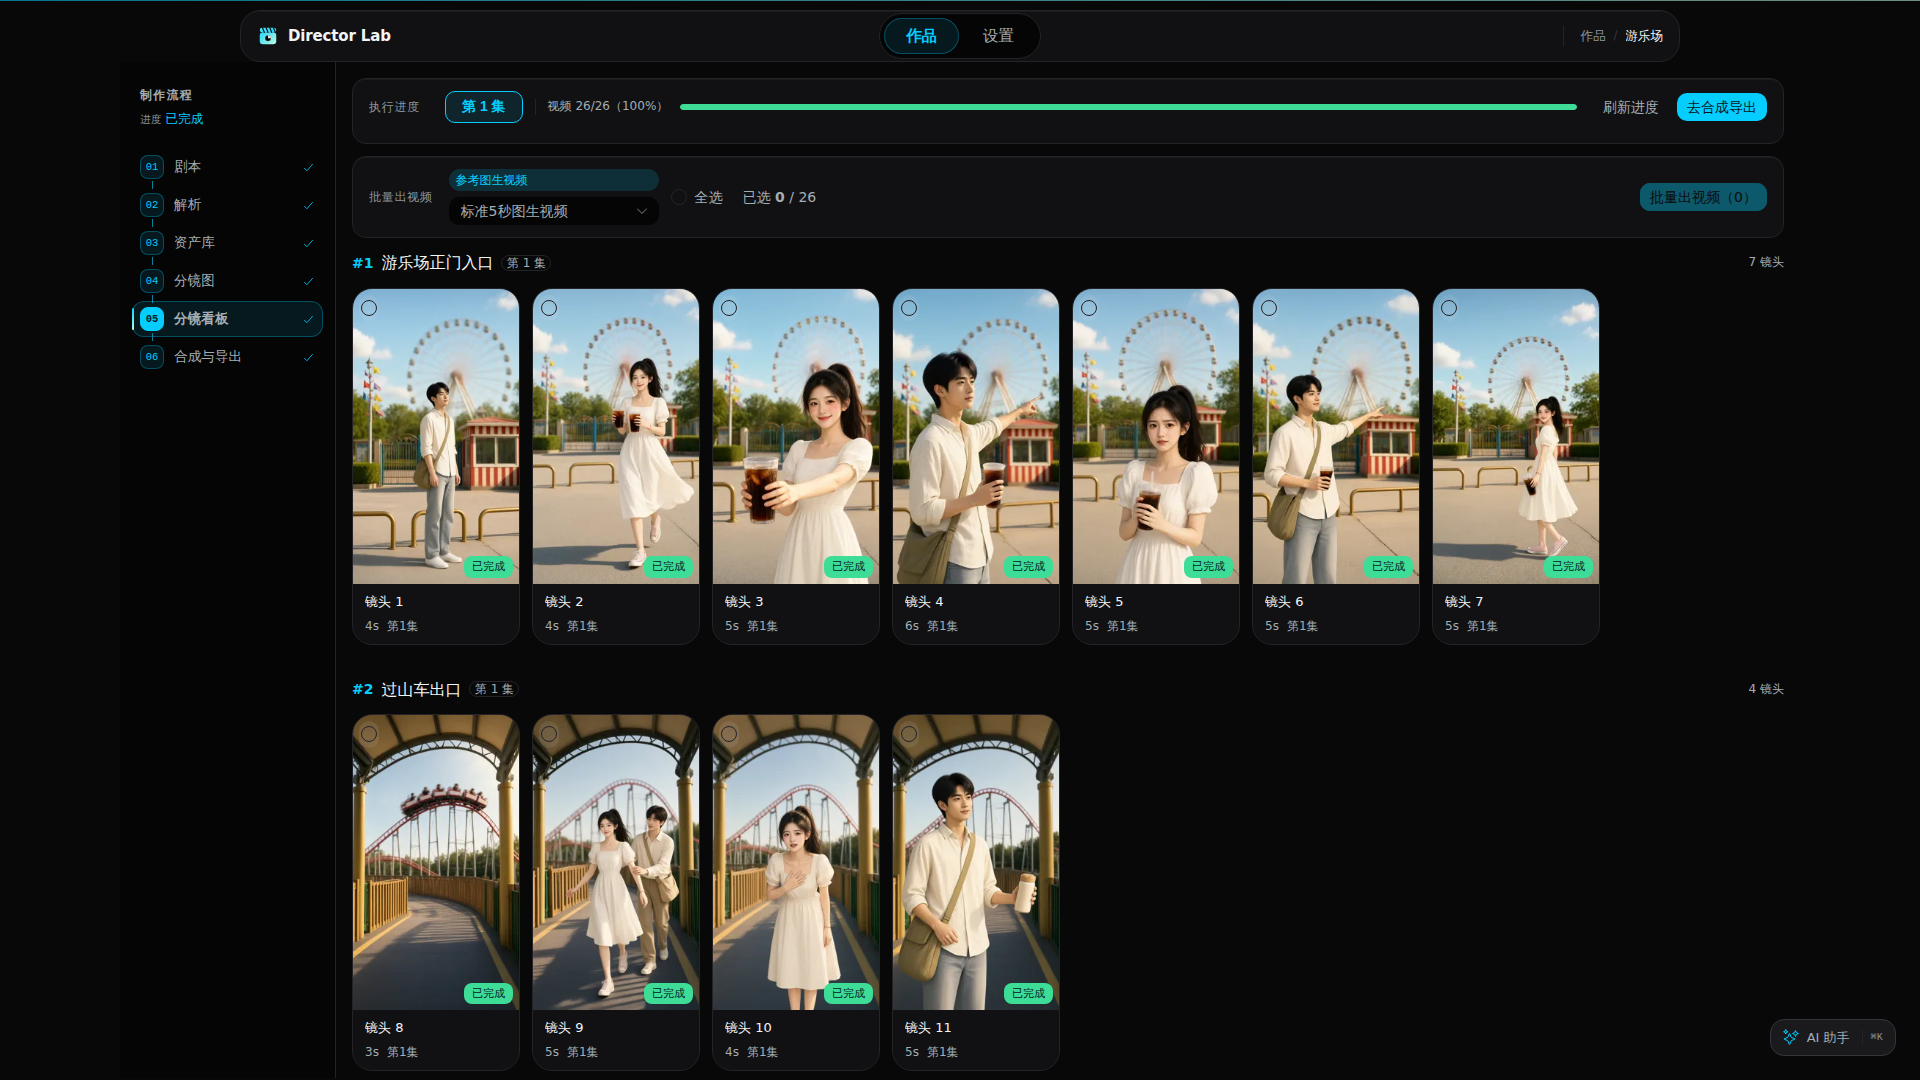 Director Lab
作品
设置
作品 / 游乐场
制作流程
进度 已完成
01 剧本
02 解析
03 资产库
04 分镜图
05 分镜看板
06 合成与导出
执行进度
第 1 集
视频 26/26（100%）
刷新进度
去合成导出
批量出视频
参考图生视频
标准5秒图生视频
全选
已选 0 / 26
批量出视频（0）
#1 游乐场正门入口 第 1 集
7 镜头
已完成
镜头 1
4s 第1集
已完成
镜头 2
4s 第1集
已完成
镜头 3
5s 第1集
已完成
镜头 4
6s 第1集
已完成
镜头 5
5s 第1集
已完成
镜头 6
5s 第1集
已完成
镜头 7
5s 第1集
#2 过山车出口 第 1 集
4 镜头
已完成
镜头 8
3s 第1集
已完成
镜头 9
5s 第1集
已完成
镜头 10
4s 第1集
已完成
镜头 11
5s 第1集
AI 助手 ⌘K